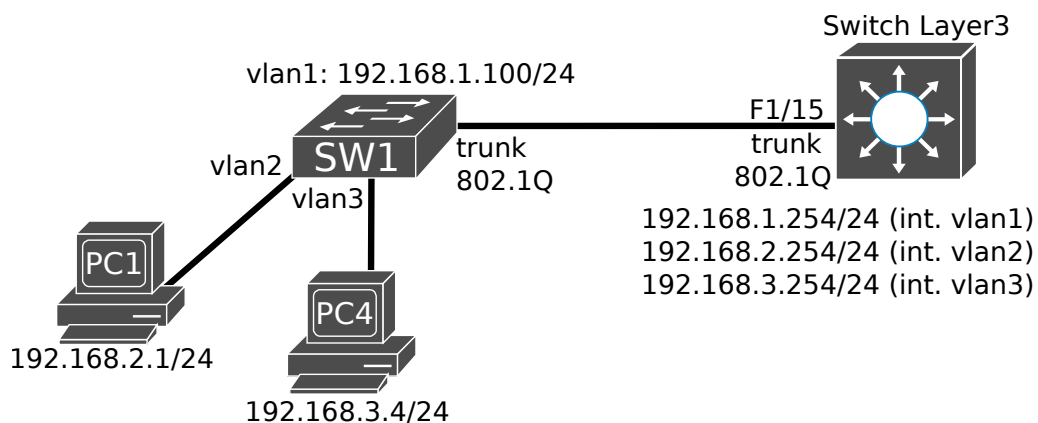 Switch Layer3
vlan1: 192.168.1.100/24
F1/15
trunk
802.1Q
SW1
trunk
802.1Q
vlan2
vlan3
192.168.1.254/24 (int. vlan1)
192.168.2.254/24 (int. vlan2)
192.168.3.254/24 (int. vlan3)
PC1
192.168.2.1/24
PC4
192.168.3.4/24